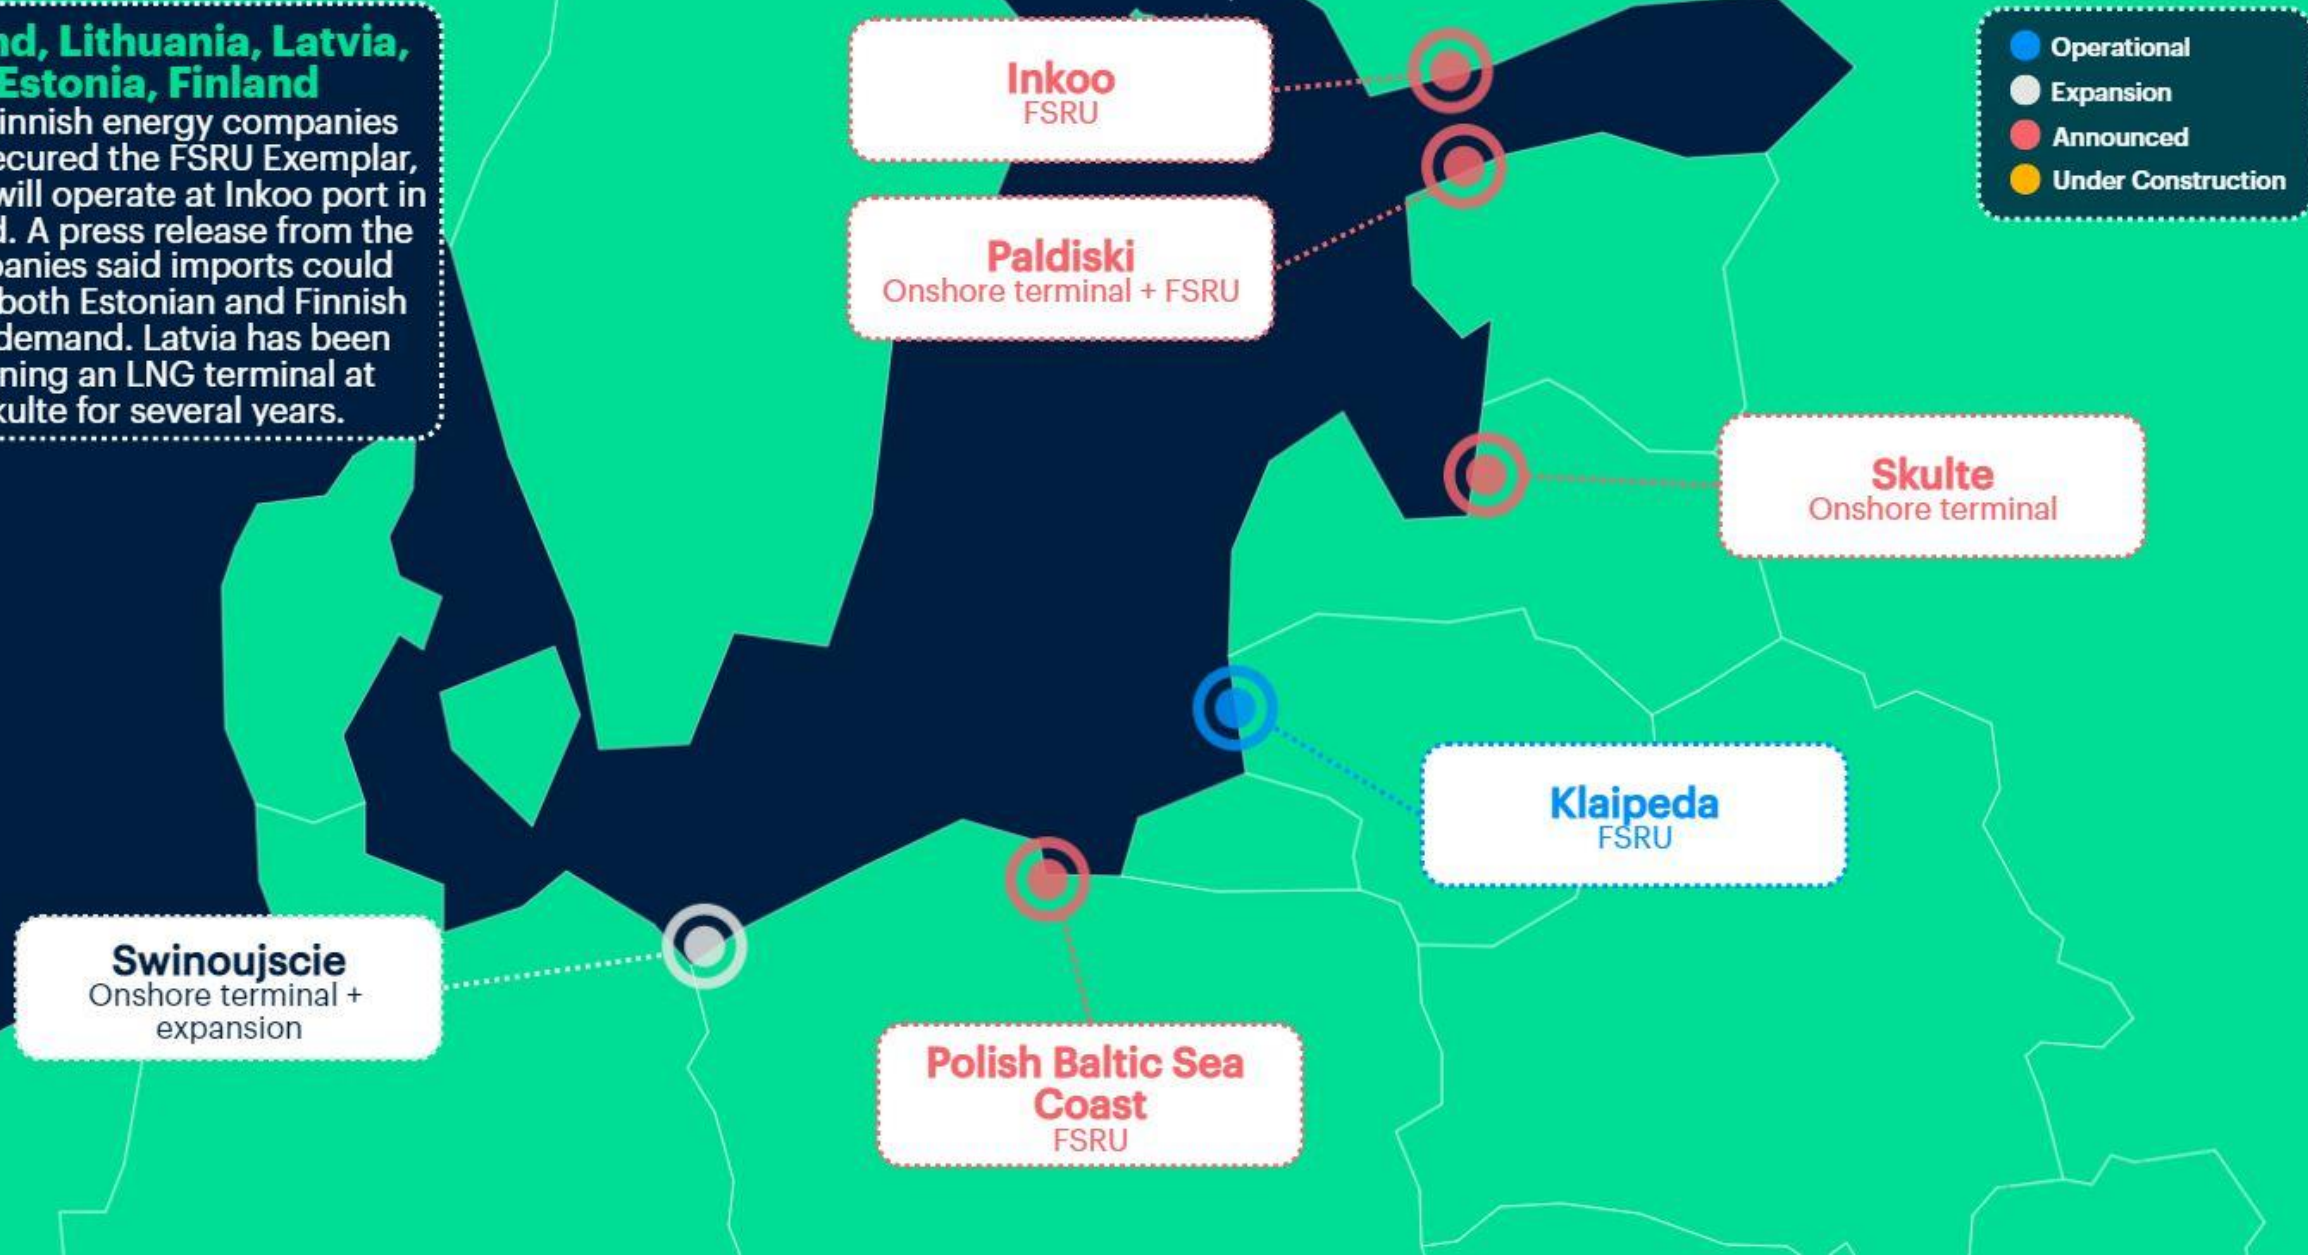 nd, Lithuania, Latvia,
Estonia, Finland
innish energy companies
ecured the FSRU Exemplar,
will operate at Inkoo port in
d. A press release from the
panies said imports could
both Estonian and Finnish
demand. Latvia has been
ning an LNG terminal at
kulte for several years.
Inkoo
FSRU
Paldiski
Onshore terminal + FSRU
Operational
Expansion
Announced
Under Construction
Skulte
Onshore terminal
Klaipeda
FSRU
Swinoujscie
Onshore terminal +
expansion
Polish Baltic Sea
Coast
FSRU